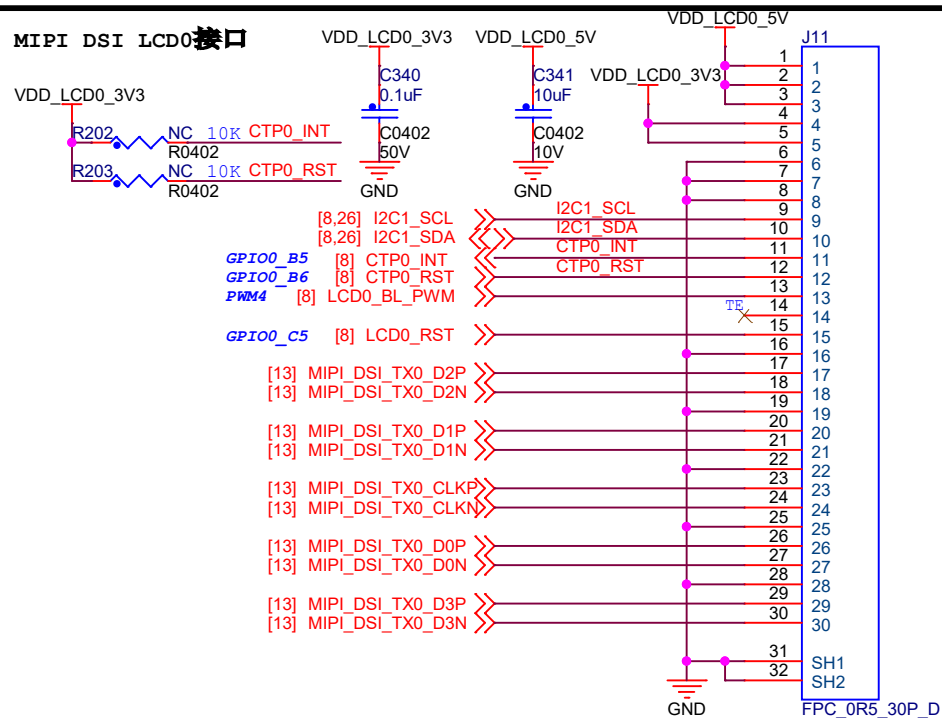 VDD_LCD0_5V
MIPI DSI LCD0接口
VDD_LCD0_3V3
VDD_LCD0_5V
J11
C340
0.1uF
C0402
50V
GND
C341
10uF
C0402
10V
GND
VDD_LCD0_3V3
VDD_LCD0_3V3
R202 NC 10K CTP0_INT
R0402
R203 NC 10K CTP0_RST
R0402
1 1
2 2
3 3
4 4
5 5
6 6
7 7
8 8
[8,26] I2C1_SCL I2C1_SCL 9 9
[8,26] I2C1_SDA I2C1_SDA 10 10
GPIO0_B5 [8] CTP0_INT CTP0_INT 11 11
GPIO0_B6 [8] CTP0_RST CTP0_RST 12 12
PWM4 [8] LCD0_BL_PWM 13 13
TE 14 14
GPIO0_C5 [8] LCD0_RST 15 15
16 16
[13] MIPI_DSI_TX0_D2P 17 17
[13] MIPI_DSI_TX0_D2N 18 18
19 19
[13] MIPI_DSI_TX0_D1P 20 20
[13] MIPI_DSI_TX0_D1N 21 21
22 22
[13] MIPI_DSI_TX0_CLKP 23 23
[13] MIPI_DSI_TX0_CLKN 24 24
25 25
[13] MIPI_DSI_TX0_D0P 26 26
[13] MIPI_DSI_TX0_D0N 27 27
28 28
[13] MIPI_DSI_TX0_D3P 29 29
[13] MIPI_DSI_TX0_D3N 30 30
31 SH1
32 SH2
GND
FPC_0R5_30P_D